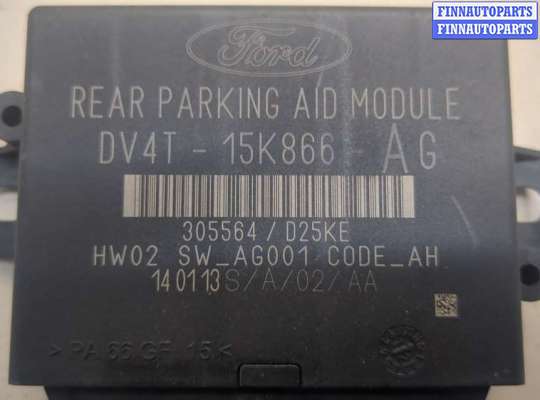 FINNAUTOPARTS
FINNAUTOPARTS
FINNAUTOPARTS
Ford
REAR PARKING AID MODULE
DV4T - 15K866 - AG
305564 / D25KE
HW02 SW_AG001 CODE_AH
140113 S/A/02/AA
>PA 66 GF 15<